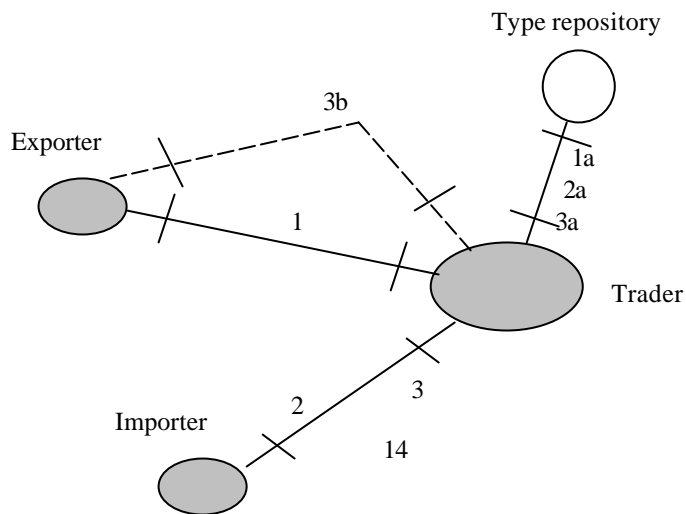 Type repository
3b
Exporter
1a
2a
1
3a
Trader
3
2
Importer
14